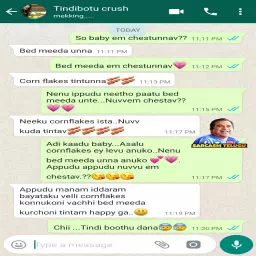 Tindibotu crush
mekking.....
TODAY
So baby em chestunnav?? 11:11 PM
Bed meeda unna 11:11 PM
Bed meeda em chestunnav💗 11:12 PM
Corn flakes tintunna🥓🥓 11:13 PM
Nenu ippudu neetho paatu bed
meeda unte...Nuvvem chestav??
❤️❤️ 11:15 PM
Neeku cornflakes ista..Nuvv
kuda tintav🥓🥓 11:17 PM
SARCASM TELUGU
Adi kaadu baby...Asalu
cornflakes ey levu anuko..Nenu
bed meeda unna anuko 💕💕
Appudu appudu nuvvu em
chestav.??😘😘😘 11:17 PM
Appudu manam iddaram
bayataku velli cornflakes
konnukoni vachhi bed meeda
kurchoni tintam happy ga..😋 11:19 PM
Chii ...Tindi boothu dana😰😰 11:20 PM
Type a message